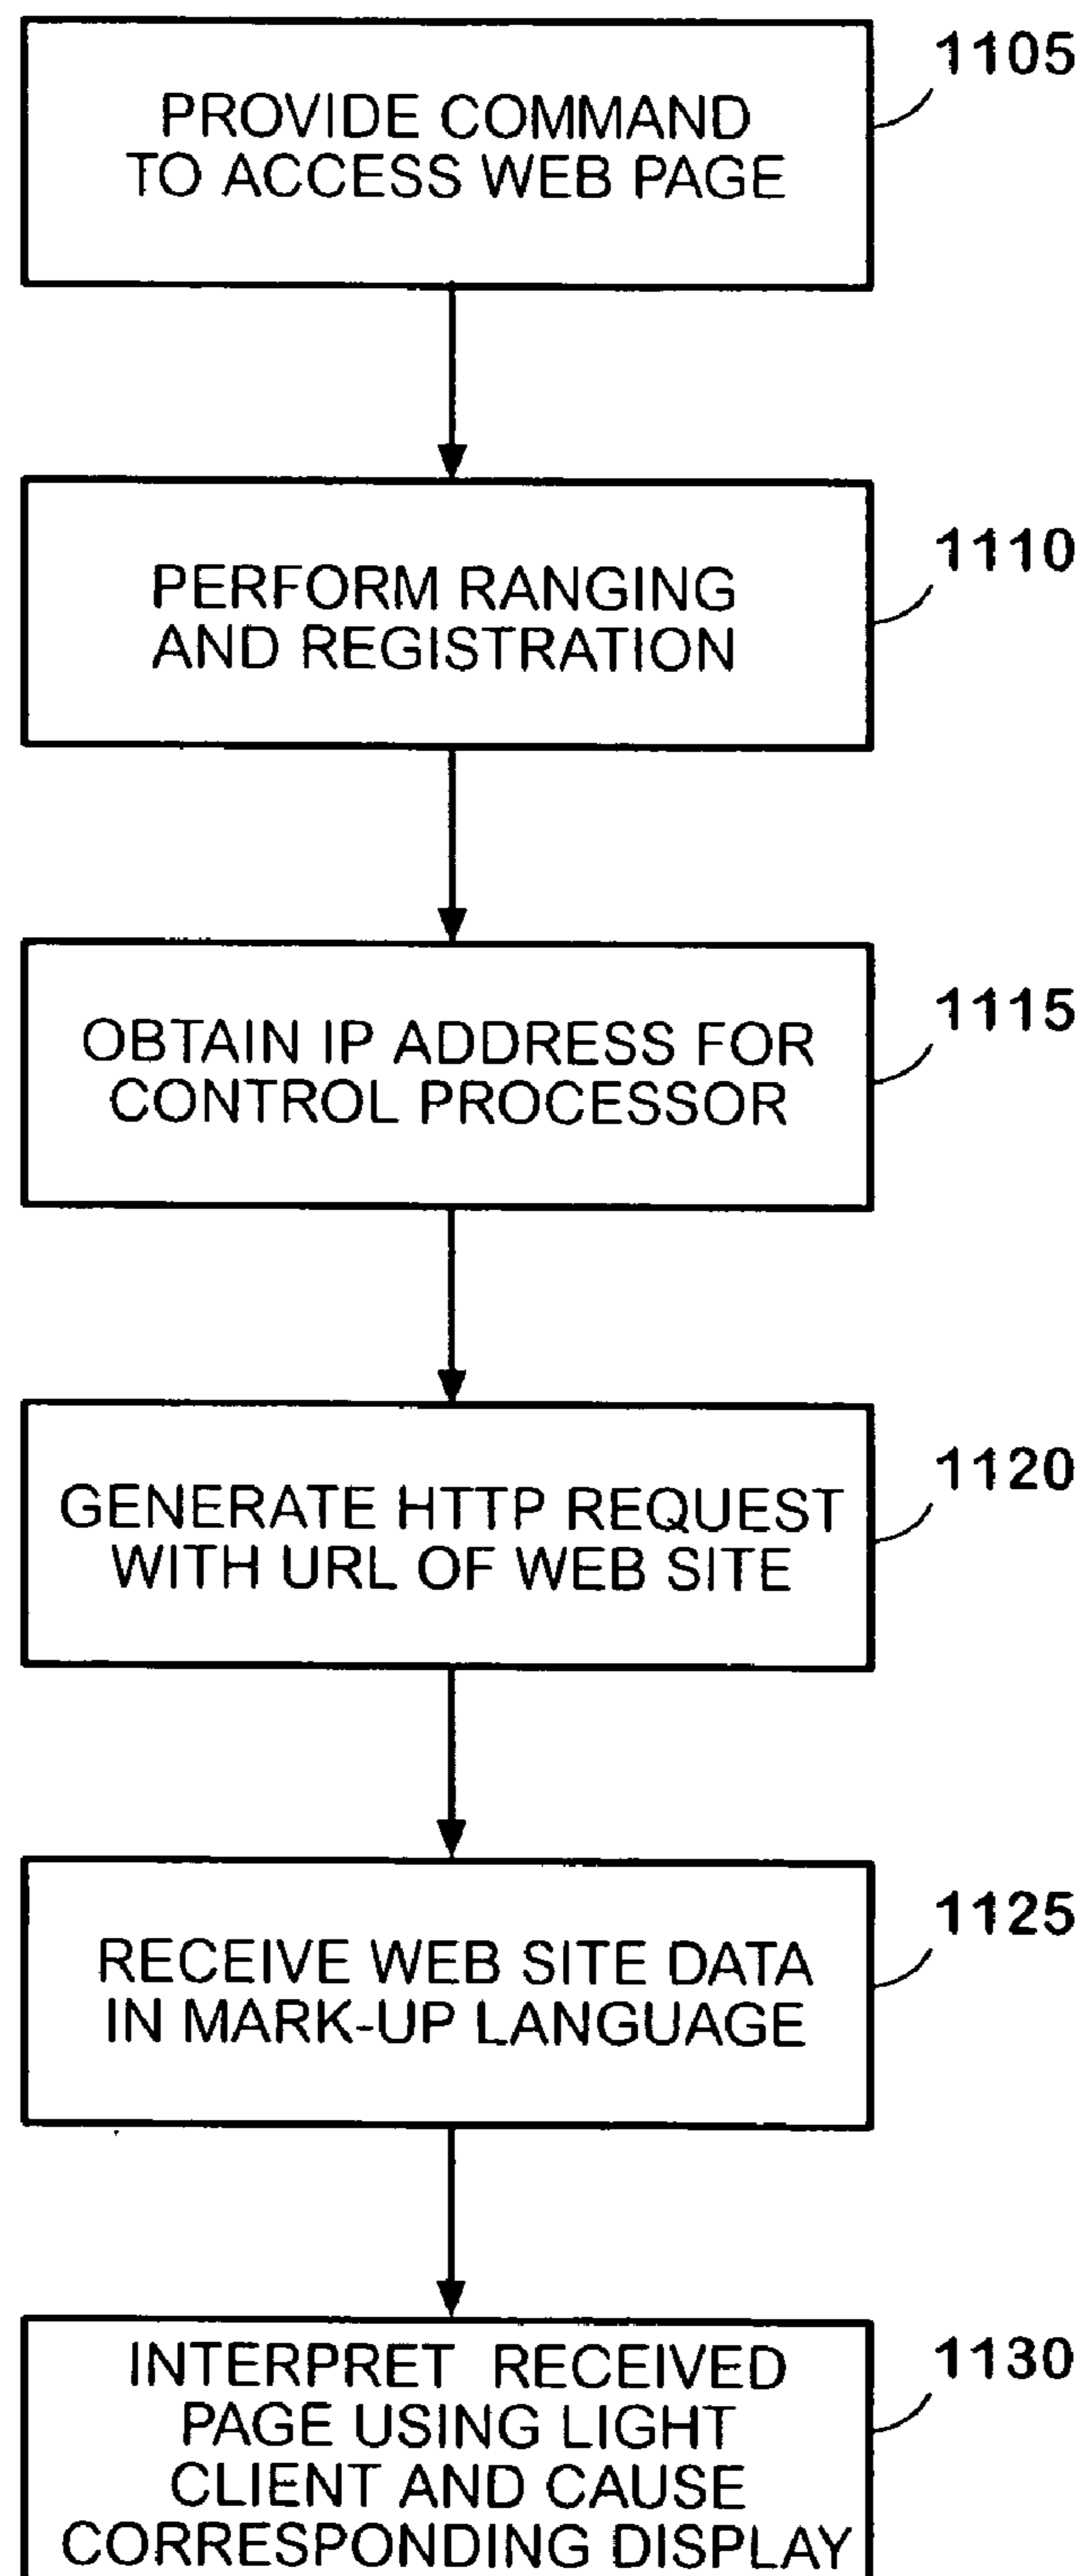 1105
PROVIDE COMMAND
TO ACCESS WEB PAGE
1110
PERFORM RANGING
AND REGISTRATION
1115
OBTAIN IP ADDRESS FOR
CONTROL PROCESSOR
1120
GENERATE HTTP REQUEST
WITH URL OF WEB SITE
1125
RECEIVE WEB SITE DATA
IN MARK-UP LANGUAGE
1130
INTERPRET RECEIVED
PAGE USING LIGHT
CLIENT AND CAUSE
CORRESPONDING DISPLAY